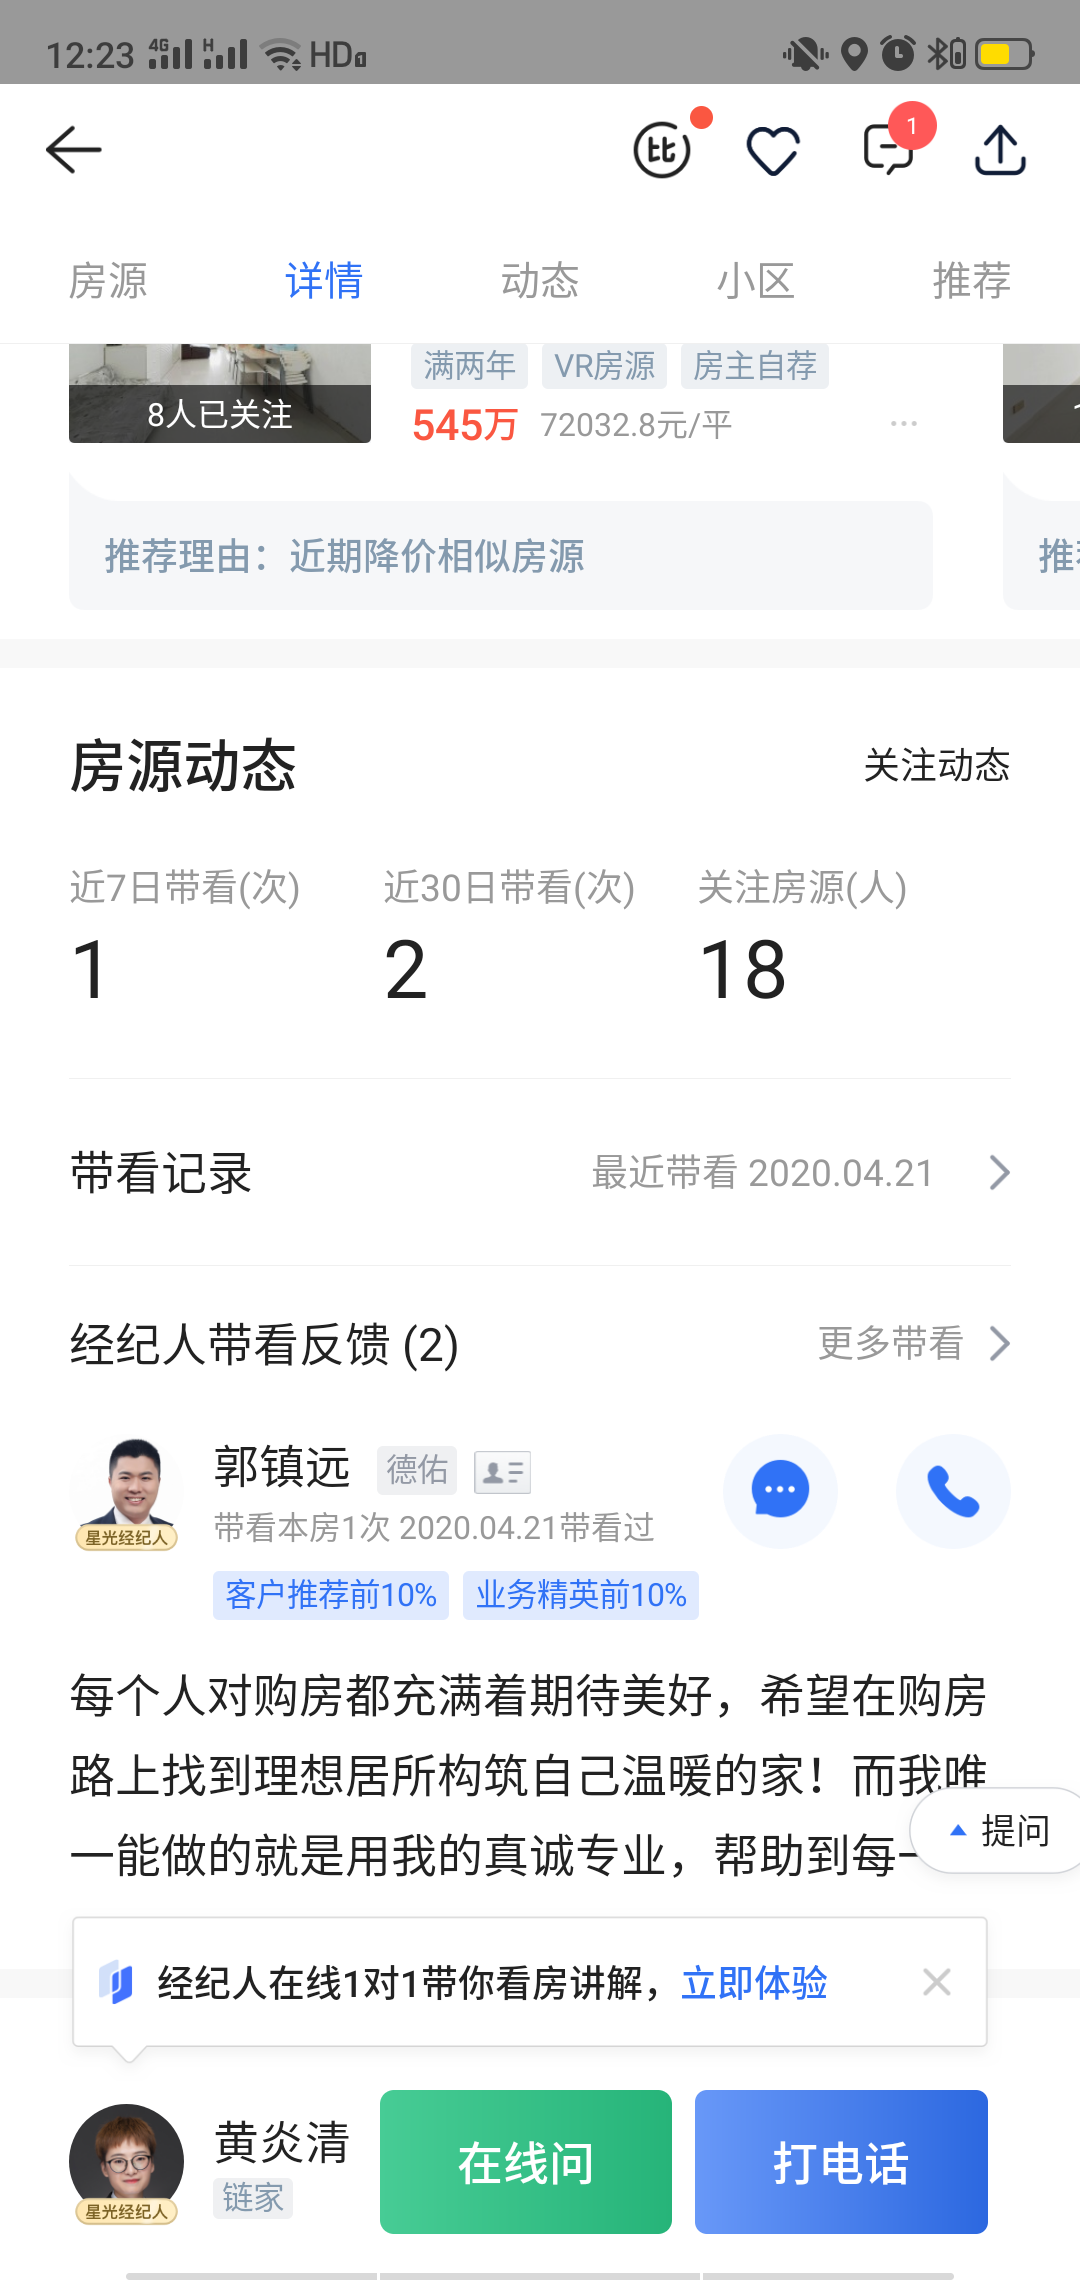 12:23 4G H HD 1
比 1
房源 详情 动态 小区 推荐
满两年 VR房源 房主自荐
8人已关注 545万 72032.8元/平 ...
推荐理由：近期降价相似房源 推
房源动态 关注动态
近7日带看(次) 近30日带看(次) 关注房源(人)
1 2 18
带看记录 最近带看 2020.04.21
经纪人带看反馈 (2) 更多带看
郭镇远 德佑
星光经纪人 带看本房1次 2020.04.21带看过
客户推荐前10% 业务精英前10%
每个人对购房都充满着期待美好，希望在购房
路上找到理想居所构筑自己温暖的家！而我唯
一能做的就是用我的真诚专业，帮助到每一
提问
经纪人在线1对1带你看房讲解，立即体验
黄炎清 在线问 打电话
星光经纪人 链家